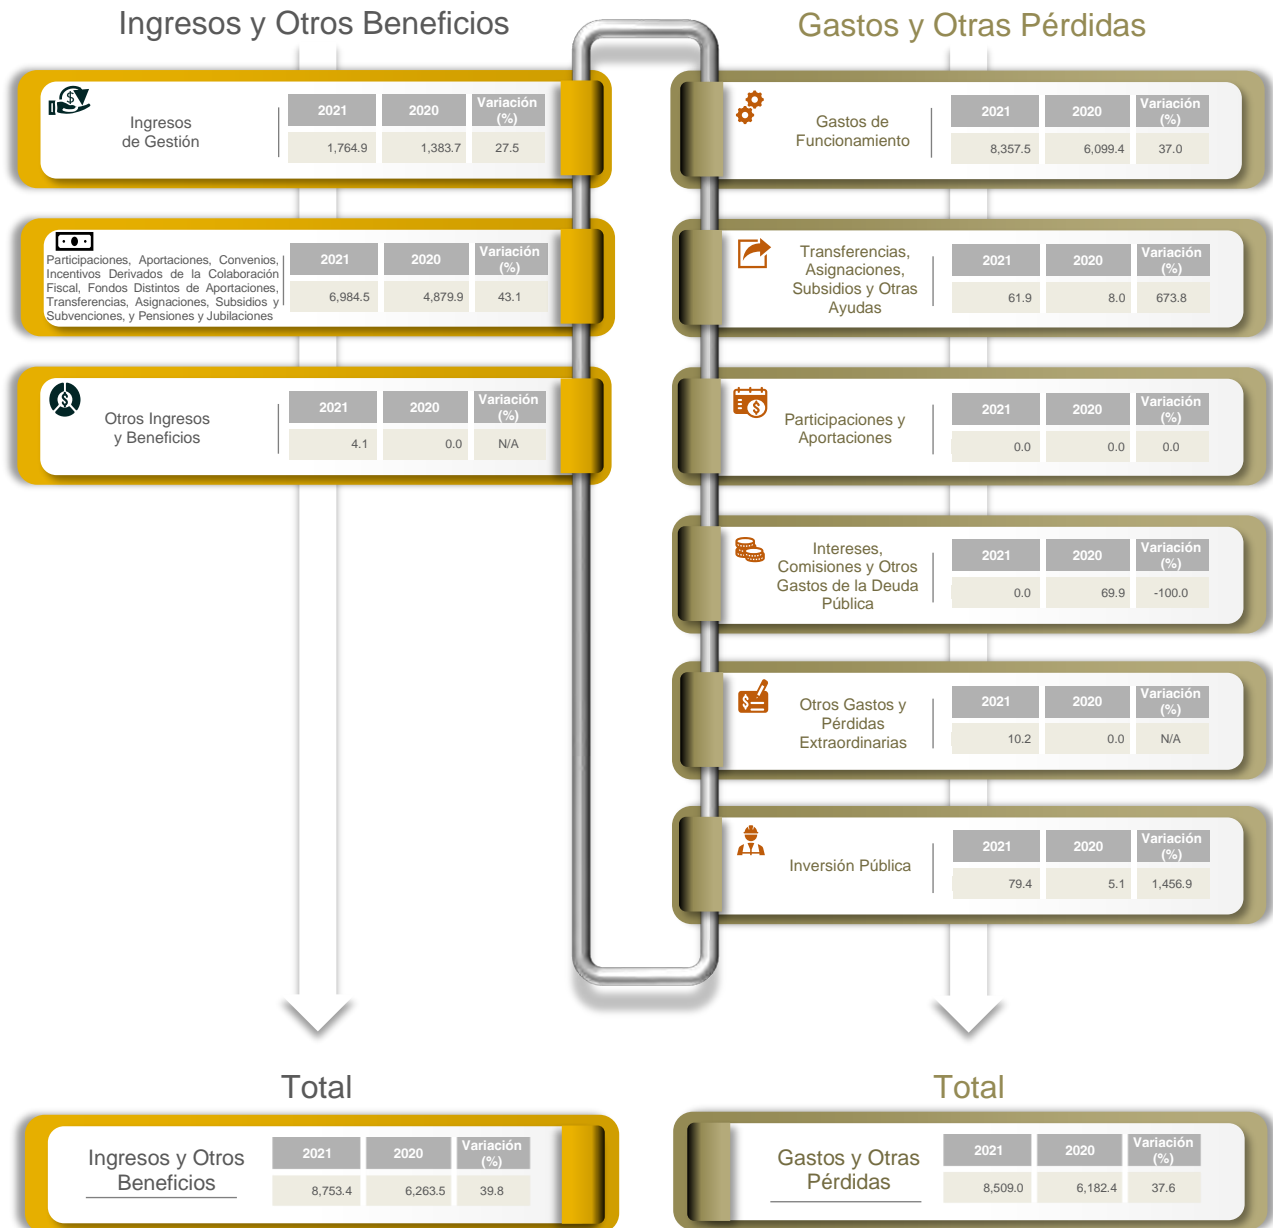 Ingresos y Otros Beneficios
Ingresos
de Gestión
2021 2020 Variación
(%)
1,764.9 1,383.7 27.5
Participaciones, Aportaciones, Convenios,
Incentivos Derivados de la Colaboración
Fiscal, Fondos Distintos de Aportaciones,
Transferencias, Asignaciones, Subsidios y
Subvenciones, y Pensiones y Jubilaciones
2021 2020 Variación
(%)
6,984.5 4,879.9 43.1
Otros Ingresos
y Beneficios
2021 2020 Variación
(%)
4.1 0.0 N/A
Total
Ingresos y Otros
Beneficios
2021 2020 Variación
(%)
8,753.4 6,263.5 39.8
Gastos y Otras Pérdidas
Gastos de
Funcionamiento
2021 2020 Variación
(%)
8,357.5 6,099.4 37.0
Transferencias,
Asignaciones,
Subsidios y Otras
Ayudas
2021 2020 Variación
(%)
61.9 8.0 673.8
Participaciones y
Aportaciones
2021 2020 Variación
(%)
0.0 0.0 0.0
Intereses,
Comisiones y Otros
Gastos de la Deuda
Pública
2021 2020 Variación
(%)
0.0 69.9 -100.0
Otros Gastos y
Pérdidas
Extraordinarias
2021 2020 Variación
(%)
10.2 0.0 N/A
Inversión Pública
2021 2020 Variación
(%)
79.4 5.1 1,456.9
Total
Gastos y Otras
Pérdidas
2021 2020 Variación
(%)
8,509.0 6,182.4 37.6